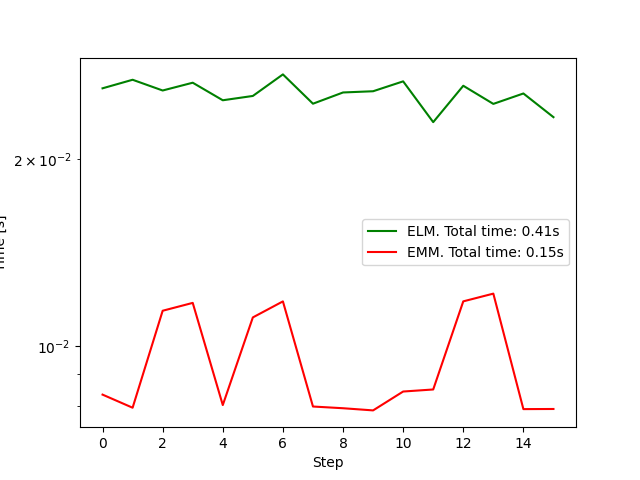 Time [s]
2 × 10⁻²
10⁻²
ELM. Total time: 0.41s
EMM. Total time: 0.15s
0 2 4 6 8 10 12 14
Step